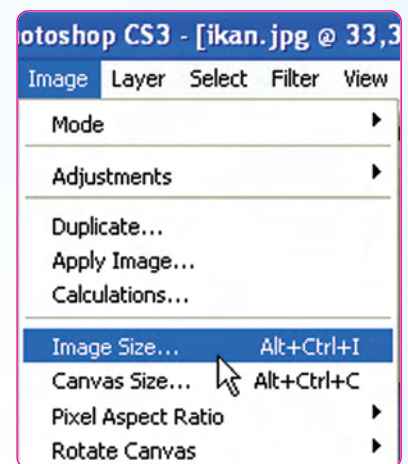 otoshop CS3 - [ikan.jpg @ 33,3
Image Layer Select Filter View
Mode
Adjustments
Duplicate...
Apply Image...
Calculations...
Image Size... Alt+Ctrl+I
Canvas Size... Alt+Ctrl+C
Pixel Aspect Ratio
Rotate Canvas